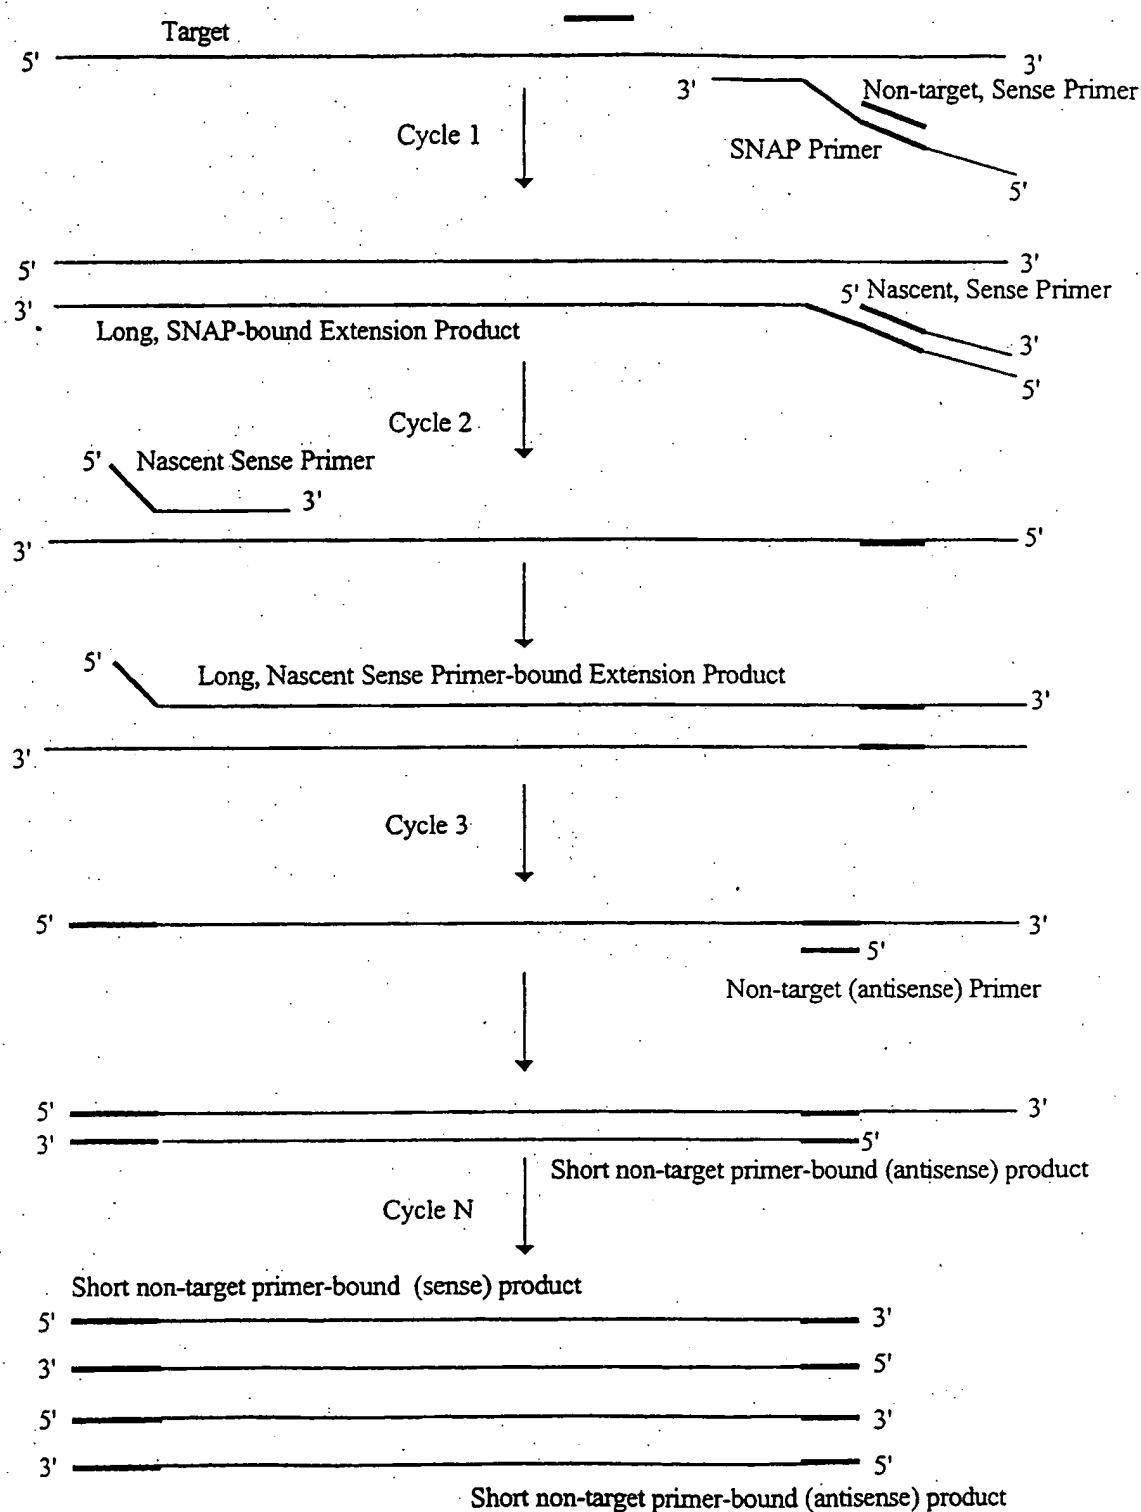 Target
5' 3'
3' Non-target, Sense Primer
Cycle 1
SNAP Primer
5'
5' 3'
3' 5' Nascent, Sense Primer
Long, SNAP-bound Extension Product
3'
5'
Cycle 2
5' Nascent Sense Primer
3'
3' 5'
5' Long, Nascent Sense Primer-bound Extension Product
3'
3'
Cycle 3
5' 3'
5'
Non-target (antisense) Primer
5' 3'
3' 5'
Short non-target primer-bound (antisense) product
Cycle N
Short non-target primer-bound (sense) product
5' 3'
3' 5'
5' 3'
3' 5'
Short non-target primer-bound (antisense) product